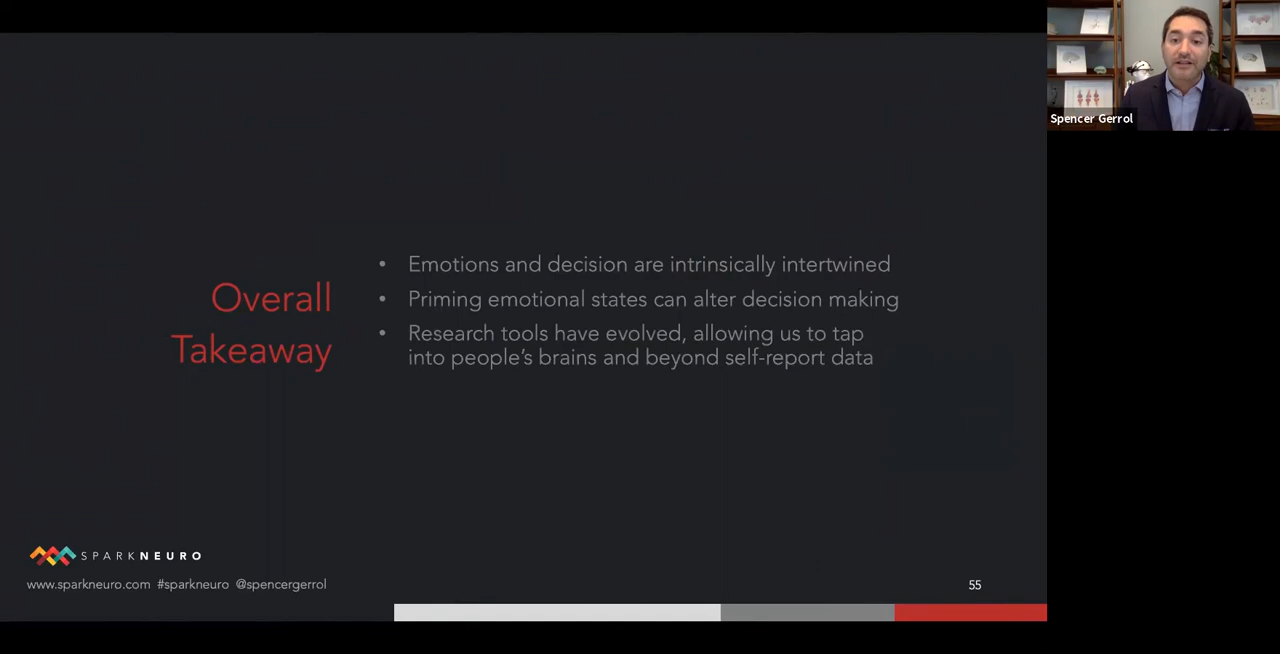 Spencer Gerrol
Overall
Takeaway
• Emotions and decision are intrinsically intertwined
• Priming emotional states can alter decision making
• Research tools have evolved, allowing us to tap
into people's brains and beyond self-report data
SPARKNEURO
www.sparkneuro.com #sparkneuro @spencergerrol
55